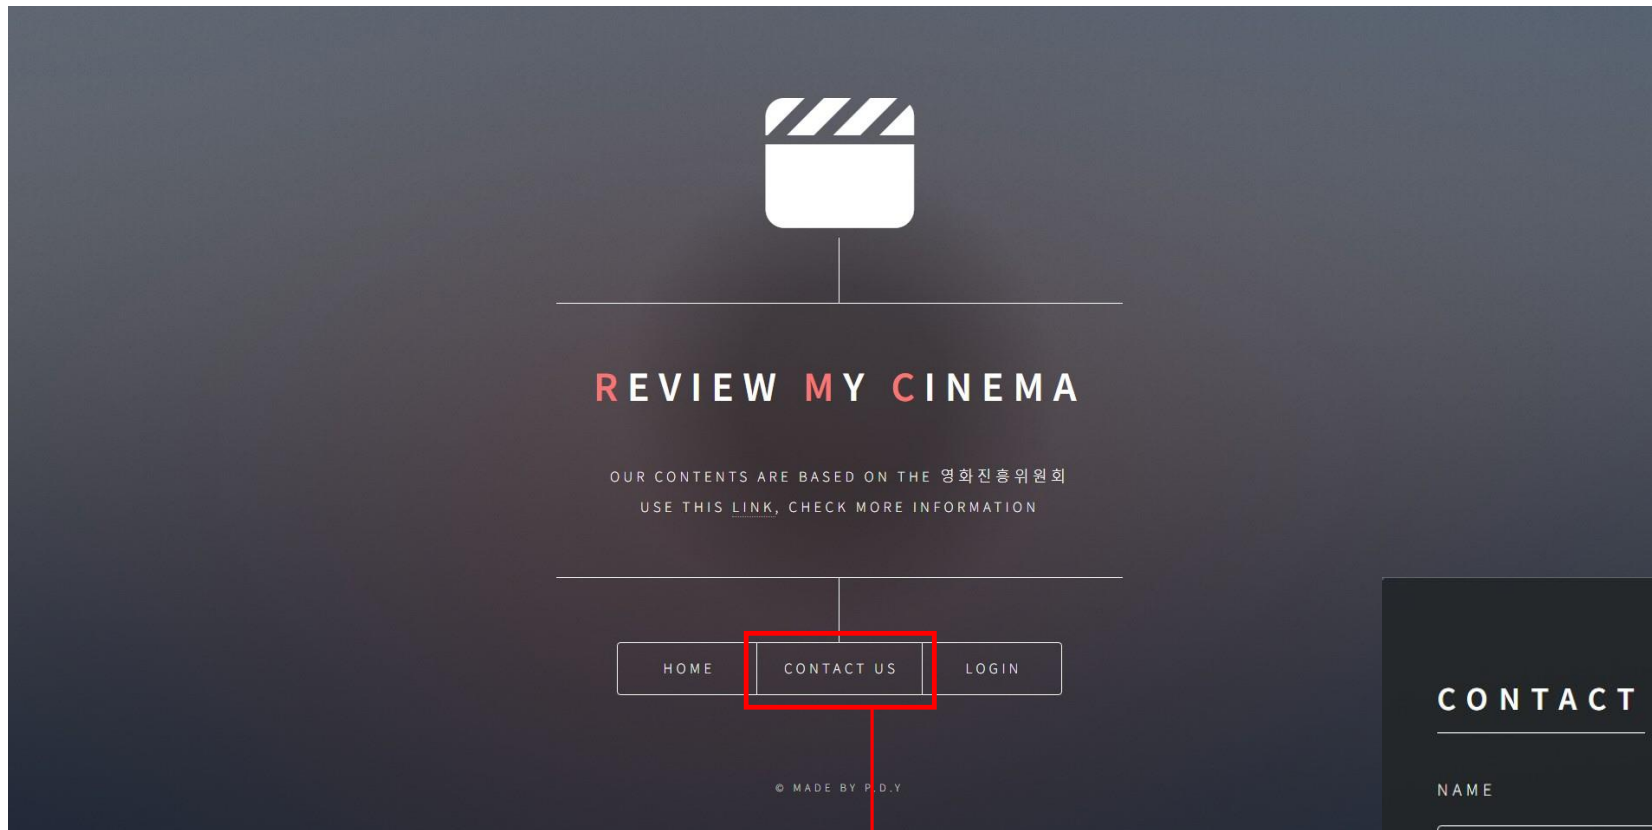 REVIEW MY CINEMA
OUR CONTENTS ARE BASED ON THE 영화진흥위원회
USE THIS LINK, CHECK MORE INFORMATION
HOME CONTACT US LOGIN
© MADE BY P.D.Y
CONTACT
NAME